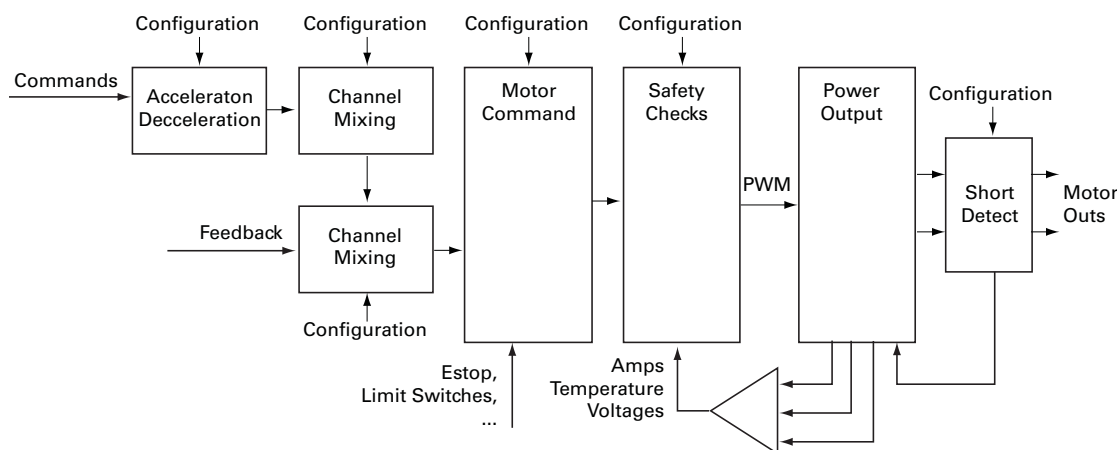 Configuration
Configuration
Configuration
Configuration
Commands
Acceleraton
Decceleration
Channel
Mixing
Motor
Command
Safety
Checks
Power
Output
Configuration
PWM
Short
Detect
Motor
Outs
Feedback
Channel
Mixing
Configuration
Estop,
Limit Switches,
...
Amps
Temperature
Voltages